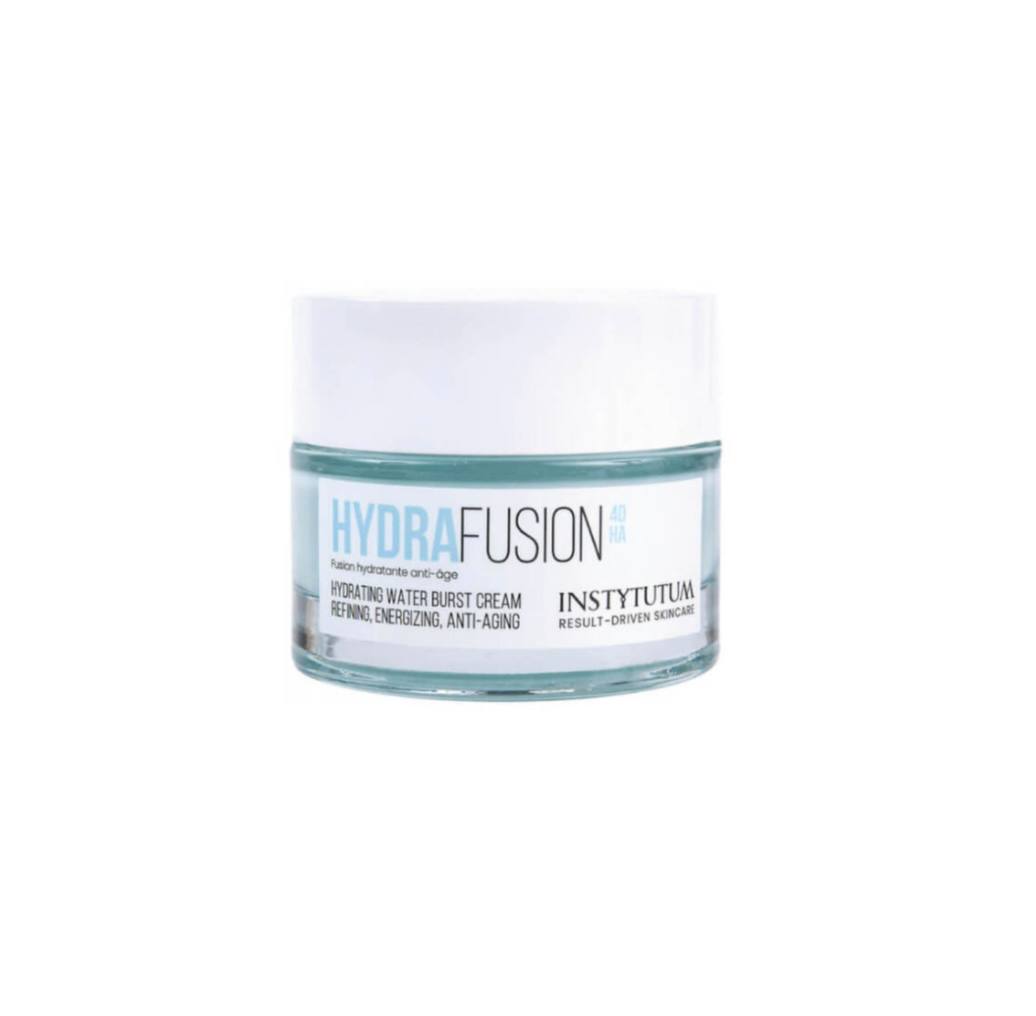 HYDRAFUSION 4D HA
Fusion hydratante anti-âge
HYDRATING WATER BURST CREAM
REFINING, ENERGIZING, ANTI-AGING
INSTYTUTUM
RESULT-DRIVEN SKINCARE